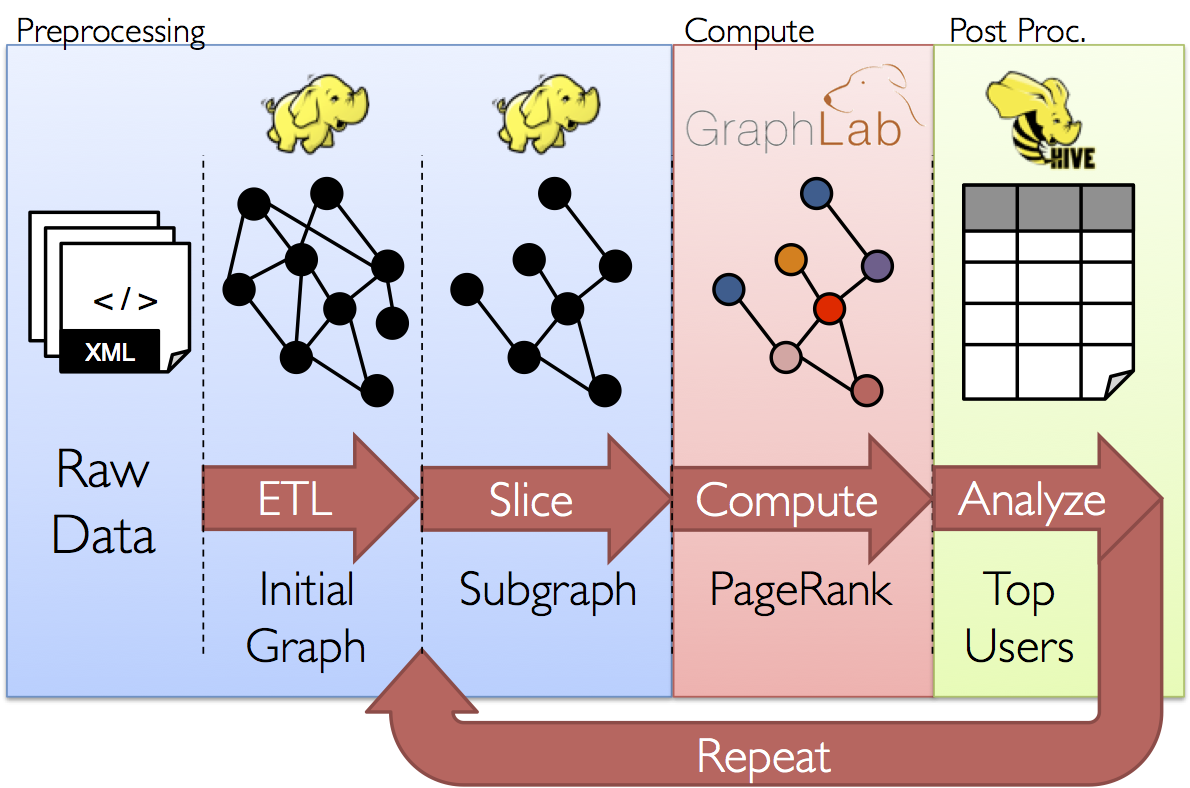 Preprocessing
Compute
Post Proc.
GraphLab
HIVE
</>
XML
Raw
Data
ETL
Slice
Compute
Analyze
Initial
Graph
Subgraph
PageRank
Top
Users
Repeat